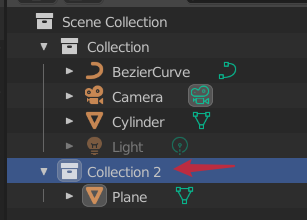 Scene Collection
Collection
BezierCurve
Camera
Cylinder
Light
Collection 2
Plane